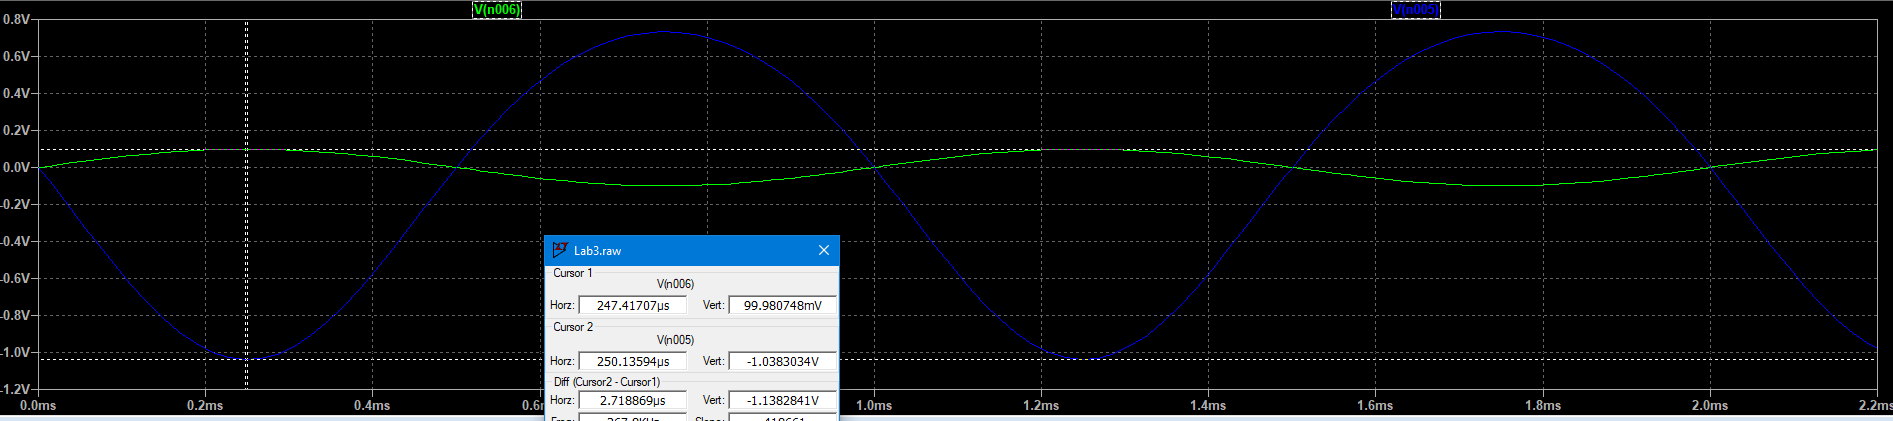 V(n006) V(n005)
0.8V
0.6V
0.4V
0.2V
0.0V
-0.2V
-0.4V
-0.6V
-0.8V
-1.0V
-1.2V
0.0ms 0.2ms 0.4ms 1.0ms 1.2ms 1.4ms 1.6ms 1.8ms 2.0ms 2.2ms
Lab3.raw
Cursor 1
V(n006)
Horz: 247.41707µs Vert: 99.980748mV
Cursor 2
V(n005)
Horz: 250.13594µs Vert: -1.0383034V
Diff (Cursor2 - Cursor1)
Horz: 2.718869µs Vert: -1.1382841V